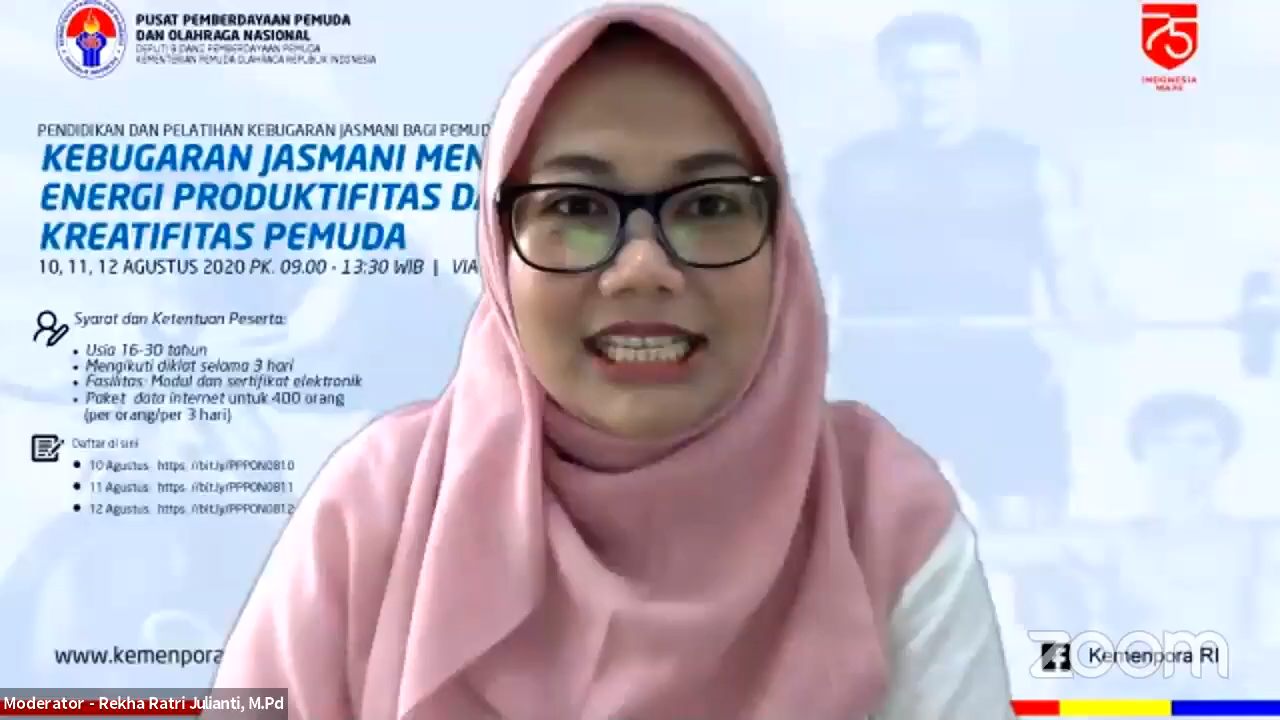 PUSAT PEMBERDAYAAN PEMUDA
DAN OLAHRAGA NASIONAL
DEPUTI BIDANG PEMBERDAYAAN PEMUDA
KEMENTERIAN PEMUDA OLAHRAGA REPUBLIK INDONESIA
75
INDONESIA
MAJU
PENDIDIKAN DAN PELATIHAN KEBUGARAN JASMANI BAGI PEMUD
KEBUGARAN JASMANI MEN
ENERGI PRODUKTIFITAS DA
KREATIFITAS PEMUDA
10, 11, 12 AGUSTUS 2020 PK. 09.00 - 13:30 WIB | VIA
Syarat dan Ketentuan Peserta:
• Usia 16-30 tahun
• Mengikuti diklat selama 3 hari
• Fasilitas: Modul dan sertifikat elektronik
• Paket data internet untuk 400 orang
(per orang/per 3 hari)
Daftar di sini
• 10 Agustus https://bit.ly/PPPON0810
• 11 Agustus https://bit.ly/PPPON0811
• 12 Agustus https://bit.ly/PPPON0812
www.kemenpora
Kemenpora RI
zoom
Moderator - Rekha Ratri Julianti, M.Pd